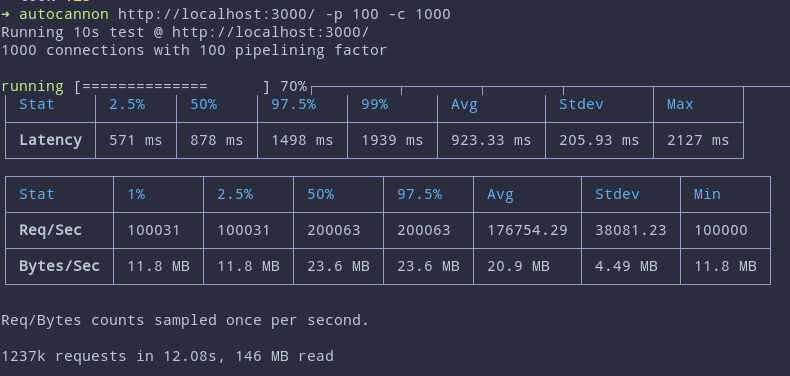 ➜ autocannon http://localhost:3000/ -p 100 -c 1000
Running 10s test @ http://localhost:3000/
1000 connections with 100 pipelining factor
running [============== ] 70%
Stat 2.5% 50% 97.5% 99% Avg Stdev Max
Latency 571 ms 878 ms 1498 ms 1939 ms 923.33 ms 205.93 ms 2127 ms
Stat 1% 2.5% 50% 97.5% Avg Stdev Min
Req/Sec 100031 100031 200063 200063 176754.29 38081.23 100000
Bytes/Sec 11.8 MB 11.8 MB 23.6 MB 23.6 MB 20.9 MB 4.49 MB 11.8 MB
Req/Bytes counts sampled once per second.
1237k requests in 12.08s, 146 MB read